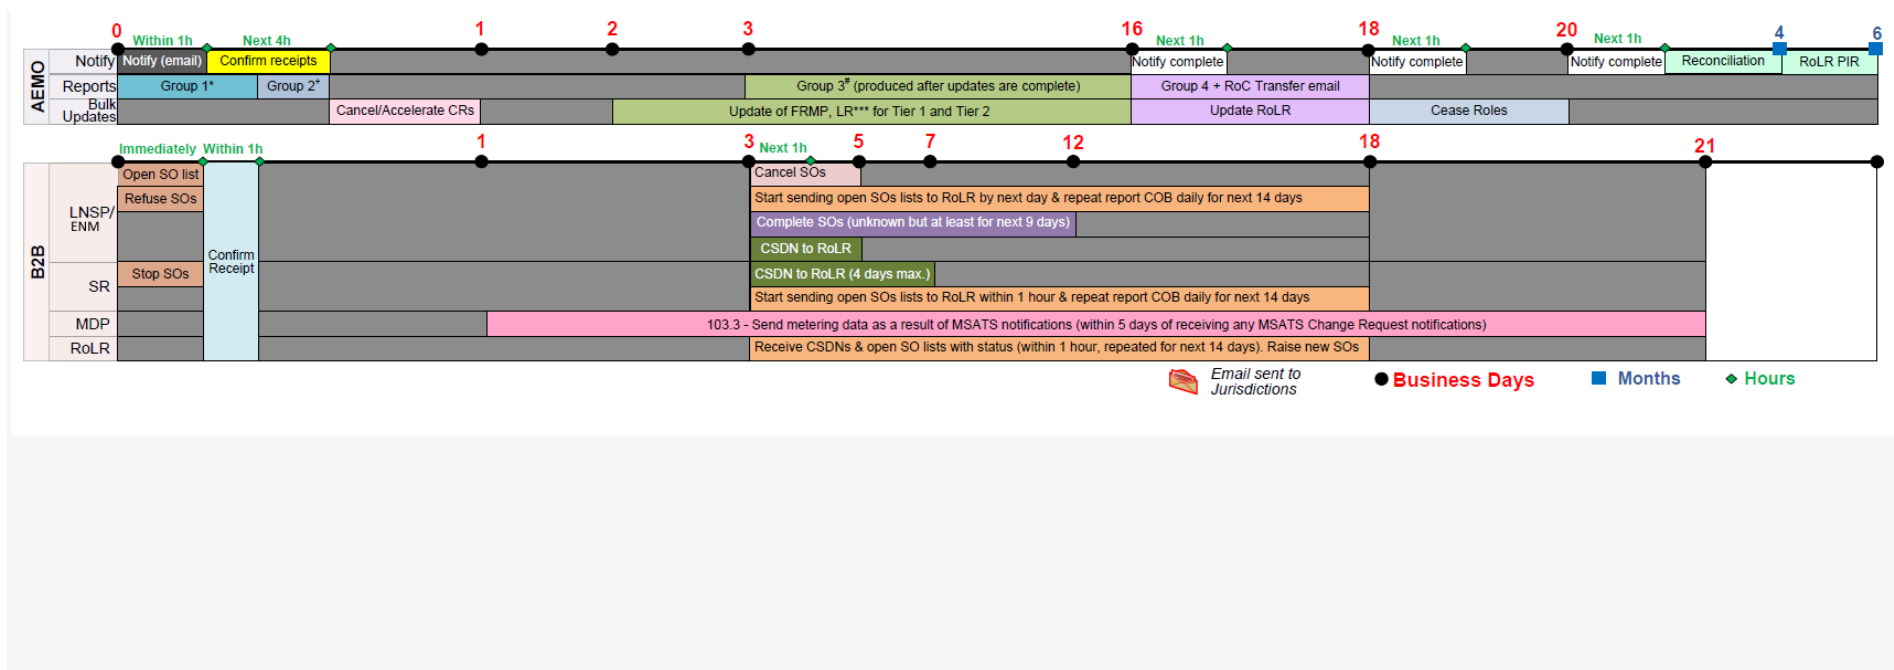 0 1 2 3 16 18 20 4 6
Within 1h Next 4h Next 1h Next 1h Next 1h
AEMO
Notify Notify (email) Confirm receipts Notify complete Notify complete Notify complete Reconciliation RoLR PIR
Reports Group 1* Group 2+ Group 3# (produced after updates are complete) Group 4 + RoC Transfer email
Bulk Updates Cancel/Accelerate CRs Update of FRMP, LR*** for Tier 1 and Tier 2 Update RoLR Cease Roles
1 3 5 7 12 18 21
Immediately Within 1h Next 1h
B2B
LNSP/
ENM
Open SO list Cancel SOs
Refuse SOs Start sending open SOs lists to RoLR by next day & repeat report COB daily for next 14 days
Complete SOs (unknown but at least for next 9 days)
CSDN to RoLR
Confirm
Receipt
SR
Stop SOs CSDN to RoLR (4 days max.)
Start sending open SOs lists to RoLR within 1 hour & repeat report COB daily for next 14 days
MDP 103.3 - Send metering data as a result of MSATS notifications (within 5 days of receiving any MSATS Change Request notifications)
RoLR Receive CSDNs & open SO lists with status (within 1 hour, repeated for next 14 days). Raise new SOs
Email sent to
Jurisdictions
Business Days Months Hours